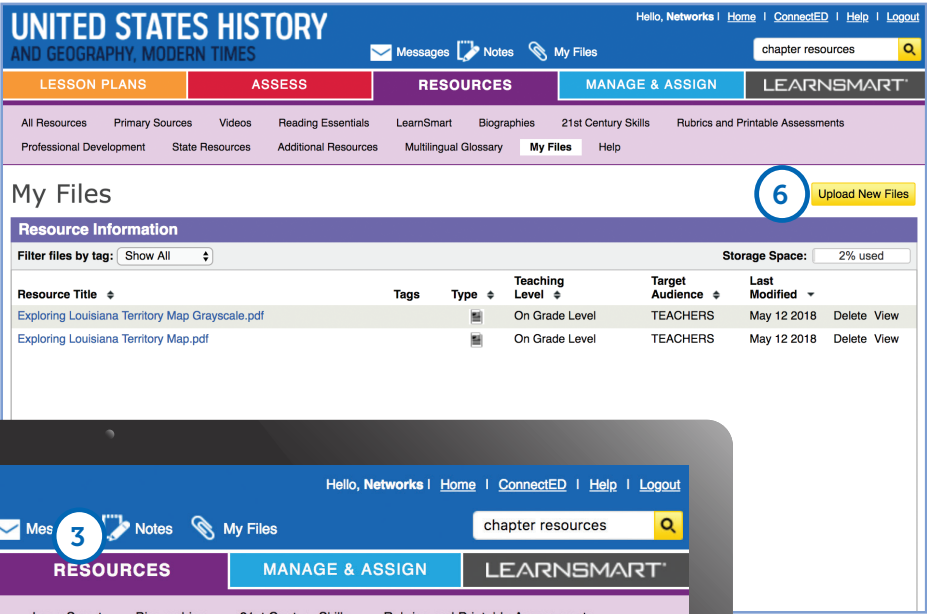 UNITED STATES HISTORY
AND GEOGRAPHY, MODERN TIMES
Hello, Networks | Home | ConnectED | Help | Logout
Messages Notes My Files
chapter resources
LESSON PLANS ASSESS RESOURCES MANAGE & ASSIGN LEARNSMART®
All Resources Primary Sources Videos Reading Essentials LearnSmart Biographies 21st Century Skills Rubrics and Printable Assessments
Professional Development State Resources Additional Resources Multilingual Glossary My Files Help
My Files
6
Upload New Files
Resource Information
Filter files by tag: Show All Storage Space: 2% used
Resource Title Tags Type Teaching Level Target Audience Last Modified
Exploring Louisiana Territory Map Grayscale.pdf On Grade Level TEACHERS May 12 2018 Delete View
Exploring Louisiana Territory Map.pdf On Grade Level TEACHERS May 12 2018 Delete View
Hello, Networks | Home | ConnectED | Help | Logout
Mes 3 Notes My Files
chapter resources
RESOURCES MANAGE & ASSIGN LEARNSMART®